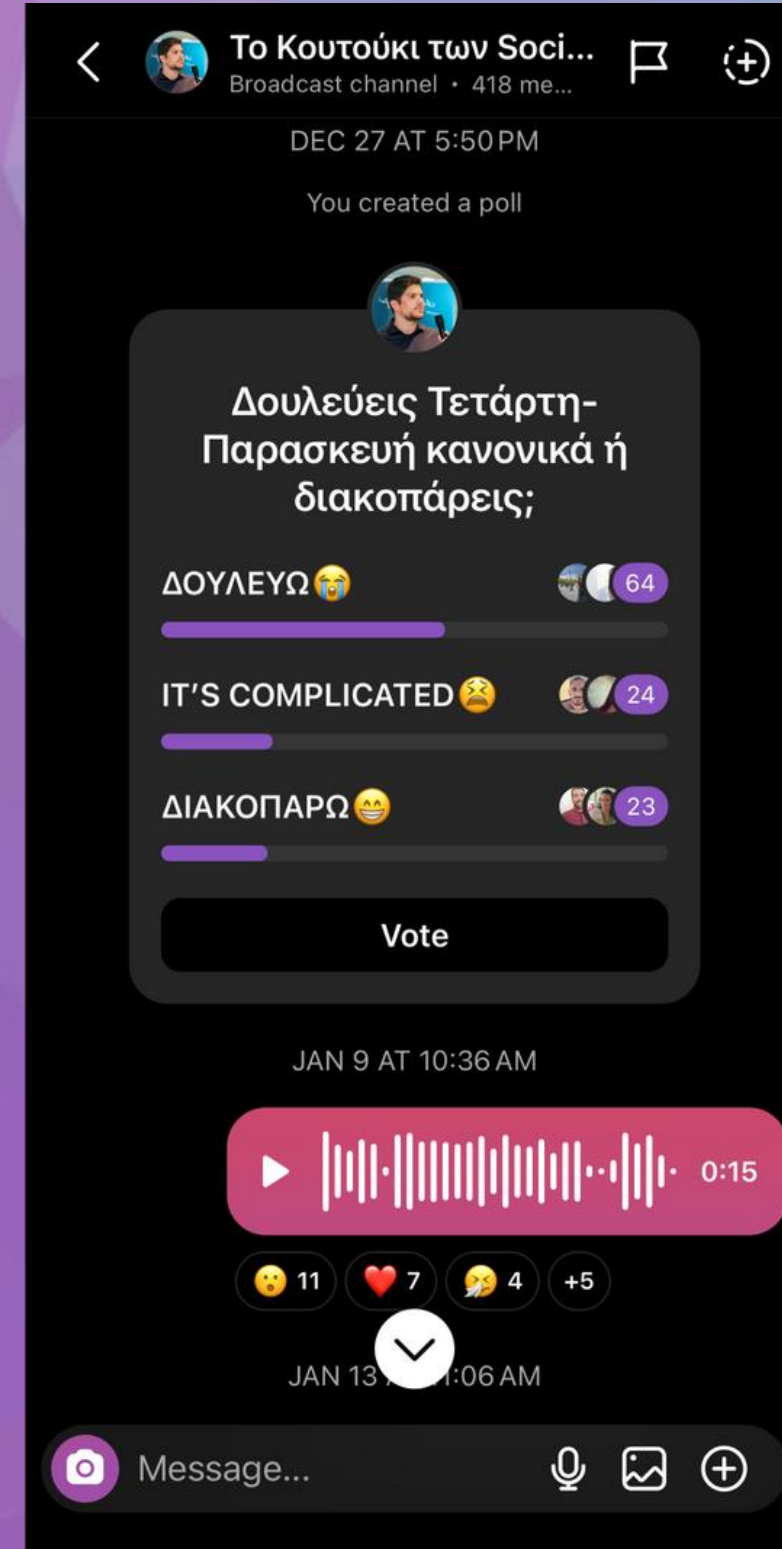 Το Κουτούκι των Soci...
Broadcast channel • 418 me...
DEC 27 AT 5:50 PM
You created a poll
Δουλεύεις Τετάρτη-
Παρασκευή κανονικά ή
διακοπάρεις;
ΔΟΥΛΕΥΩ😭 64
IT'S COMPLICATED😫 24
ΔΙΑΚΟΠΑΡΩ😁 23
Vote
JAN 9 AT 10:36 AM
0:15
😮 11 ❤️ 7 🤧 4 +5
JAN 13 :06 AM
Message...